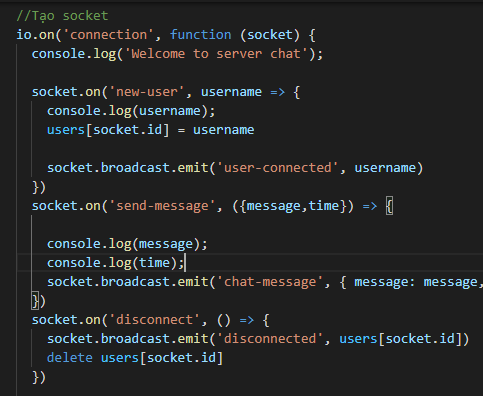 //Tạo socket
io.on('connection', function (socket) {
console.log('Welcome to server chat');
socket.on('new-user', username => {
console.log(username);
users[socket.id] = username
socket.broadcast.emit('user-connected', username)
})
socket.on('send-message', ({message,time}) => {
console.log(message);
console.log(time);
socket.broadcast.emit('chat-message', { message: message,
})
socket.on('disconnect', () => {
socket.broadcast.emit('disconnected', users[socket.id])
delete users[socket.id]
})